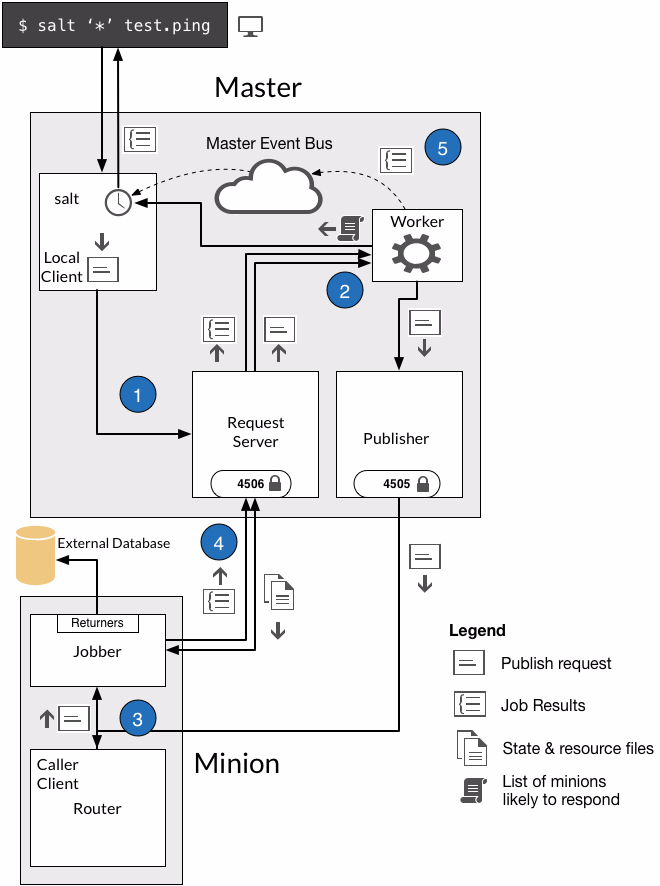 $ salt ‘*’ test.ping
Master
Master Event Bus
5
salt
Worker
Local
Client
2
1
Request
Server
Publisher
4506
4505
External Database
4
Returners
Jobber
3
Caller
Client
Router
Minion
Legend
Publish request
Job Results
State & resource files
List of minions
likely to respond